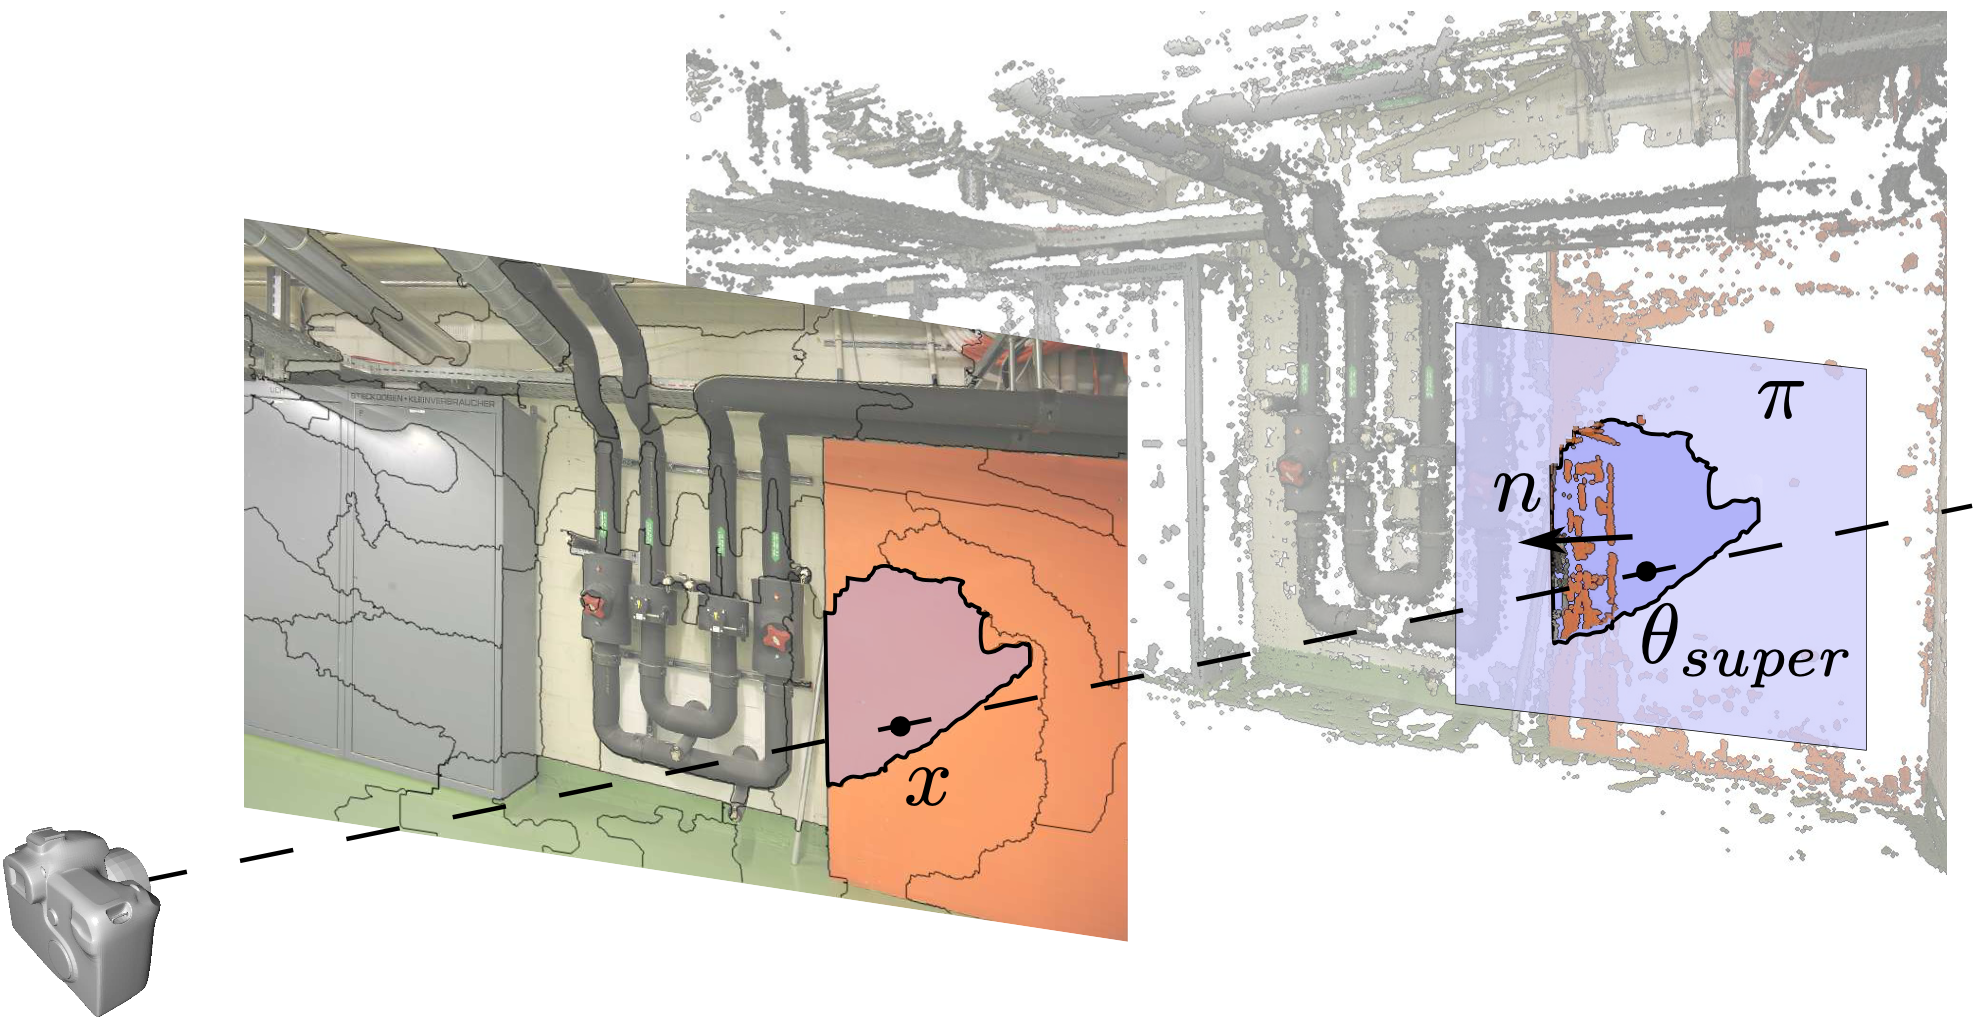 π
n
θ_super
x
STECKDOSEN+KLEINVERBRAUCHER